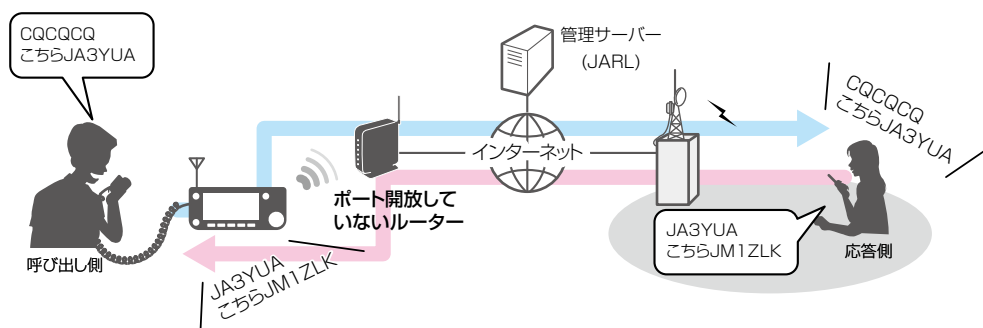 CQCQCQ
こちらJA3YUA
管理サーバー
(JARL)
CQCQCQ
こちらJA3YUA
インターネット
ポート開放して
いないルーター
JA3YUA
こちらJM1ZLK
呼び出し側
JA3YUA
こちらJM1ZLK
応答側